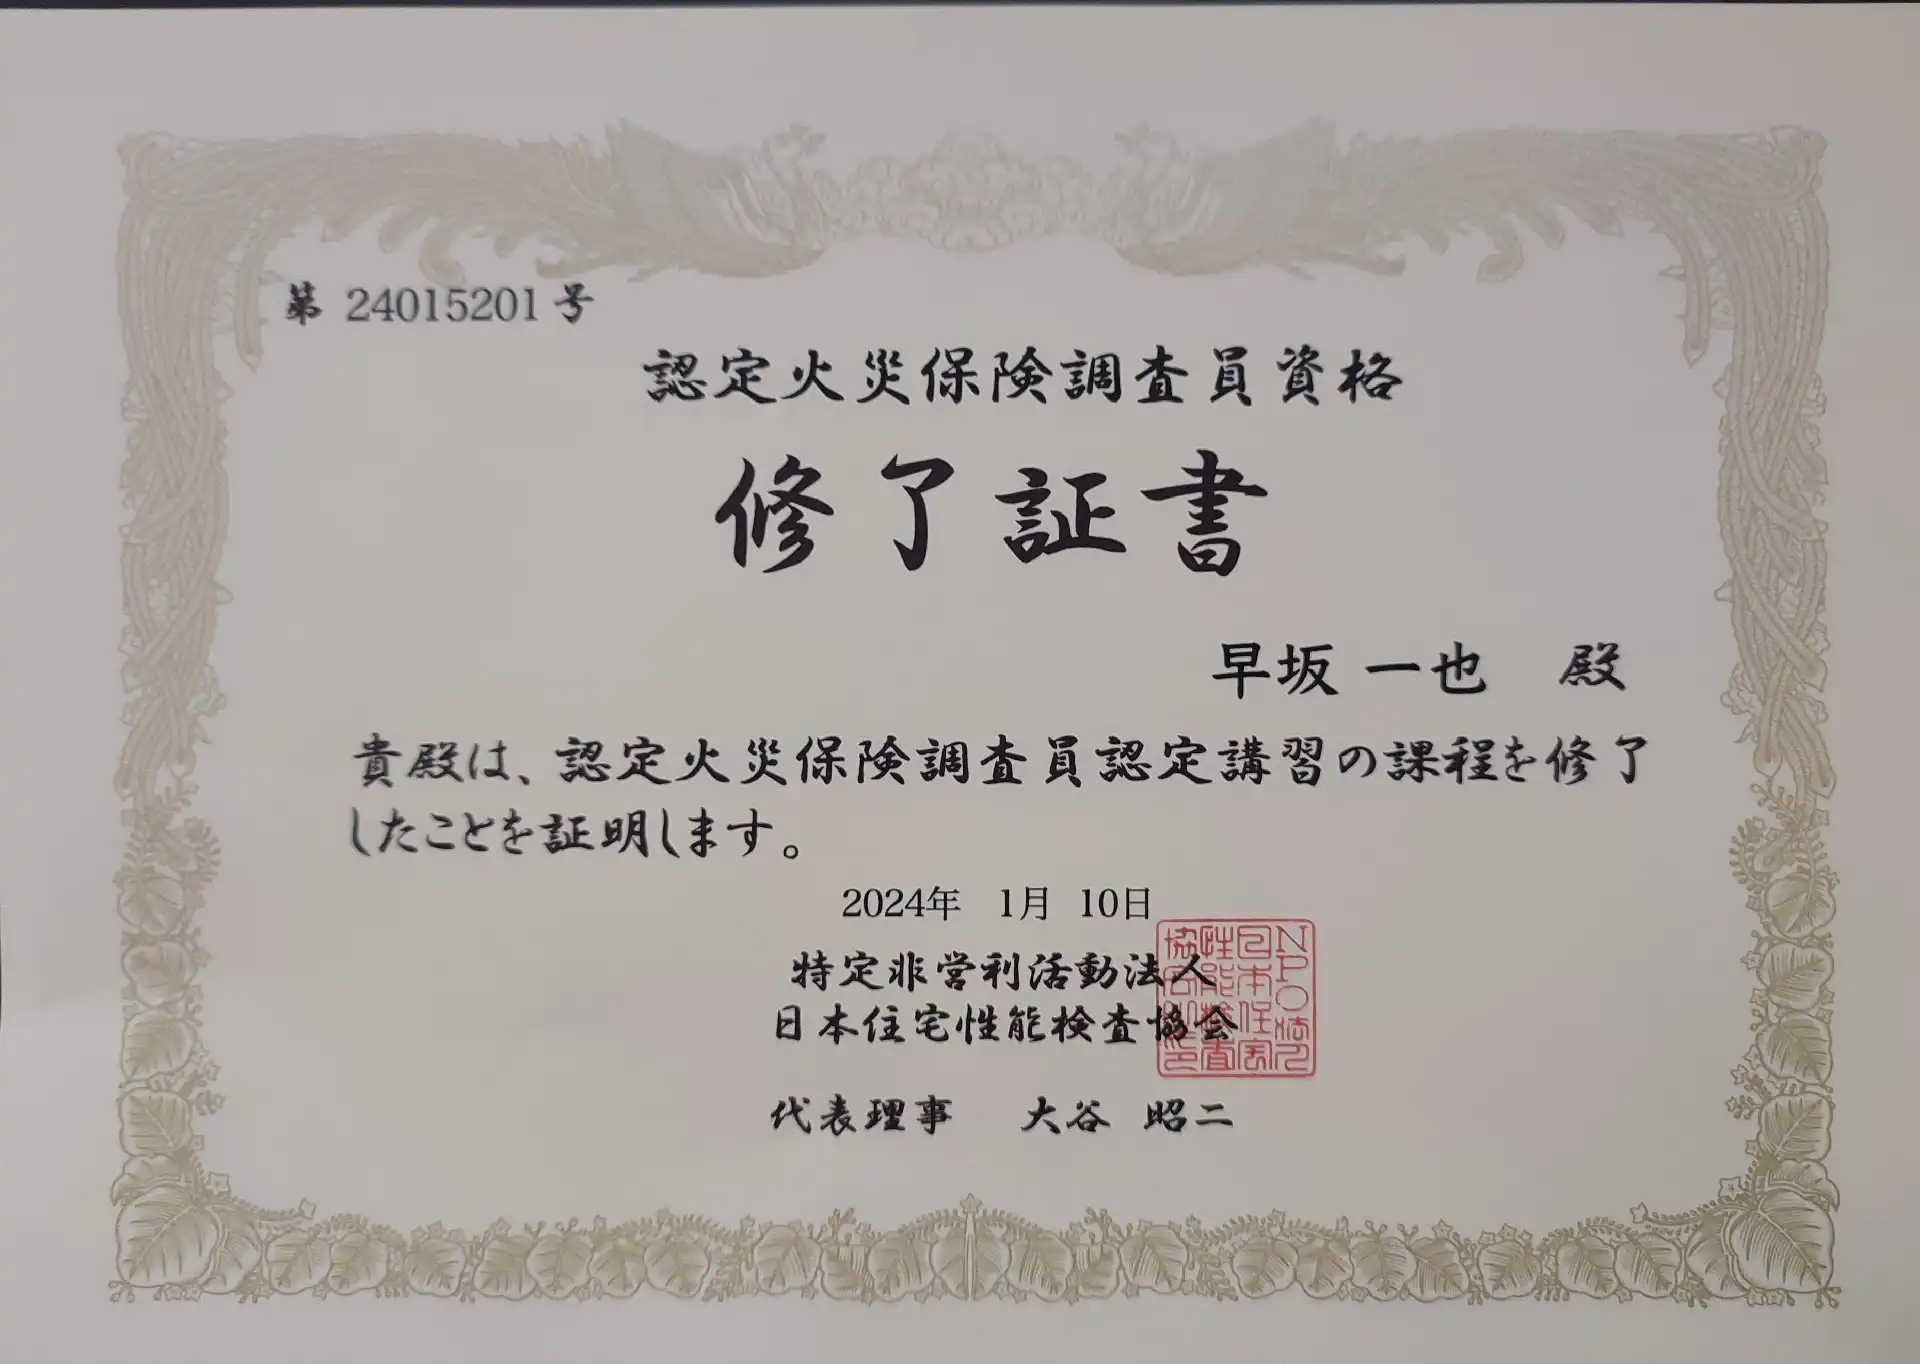 第 24015201 号
認定火災保険調査員資格
修了証書
早坂 一也 殿
貴殿は、認定火災保険調査員認定講習の課程を修了
したことを証明します。
2024年 1月 10日
特定非営利活動法人
日本住宅性能検査協会
代表理事 大谷 昭二